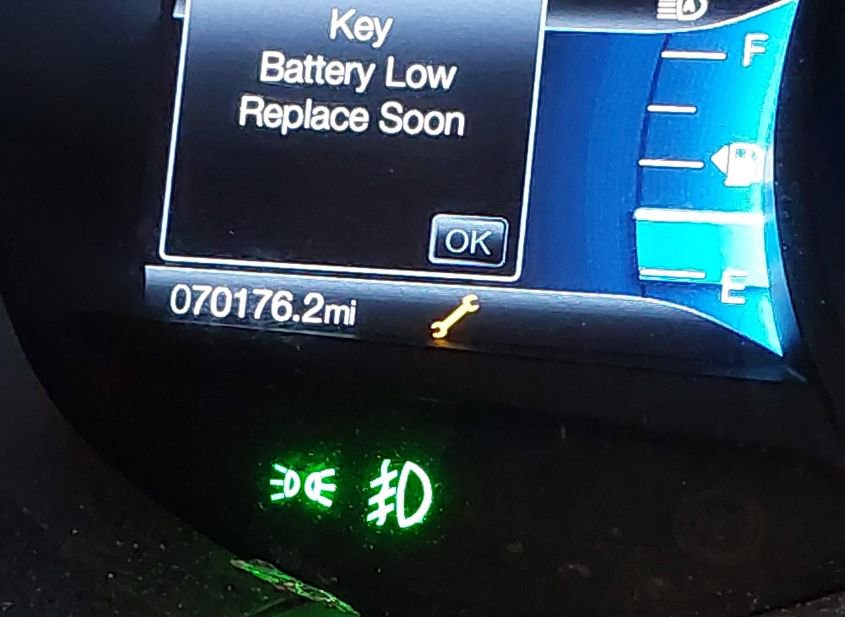 Key
Battery Low
Replace Soon
F
OK
E
070176.2mi